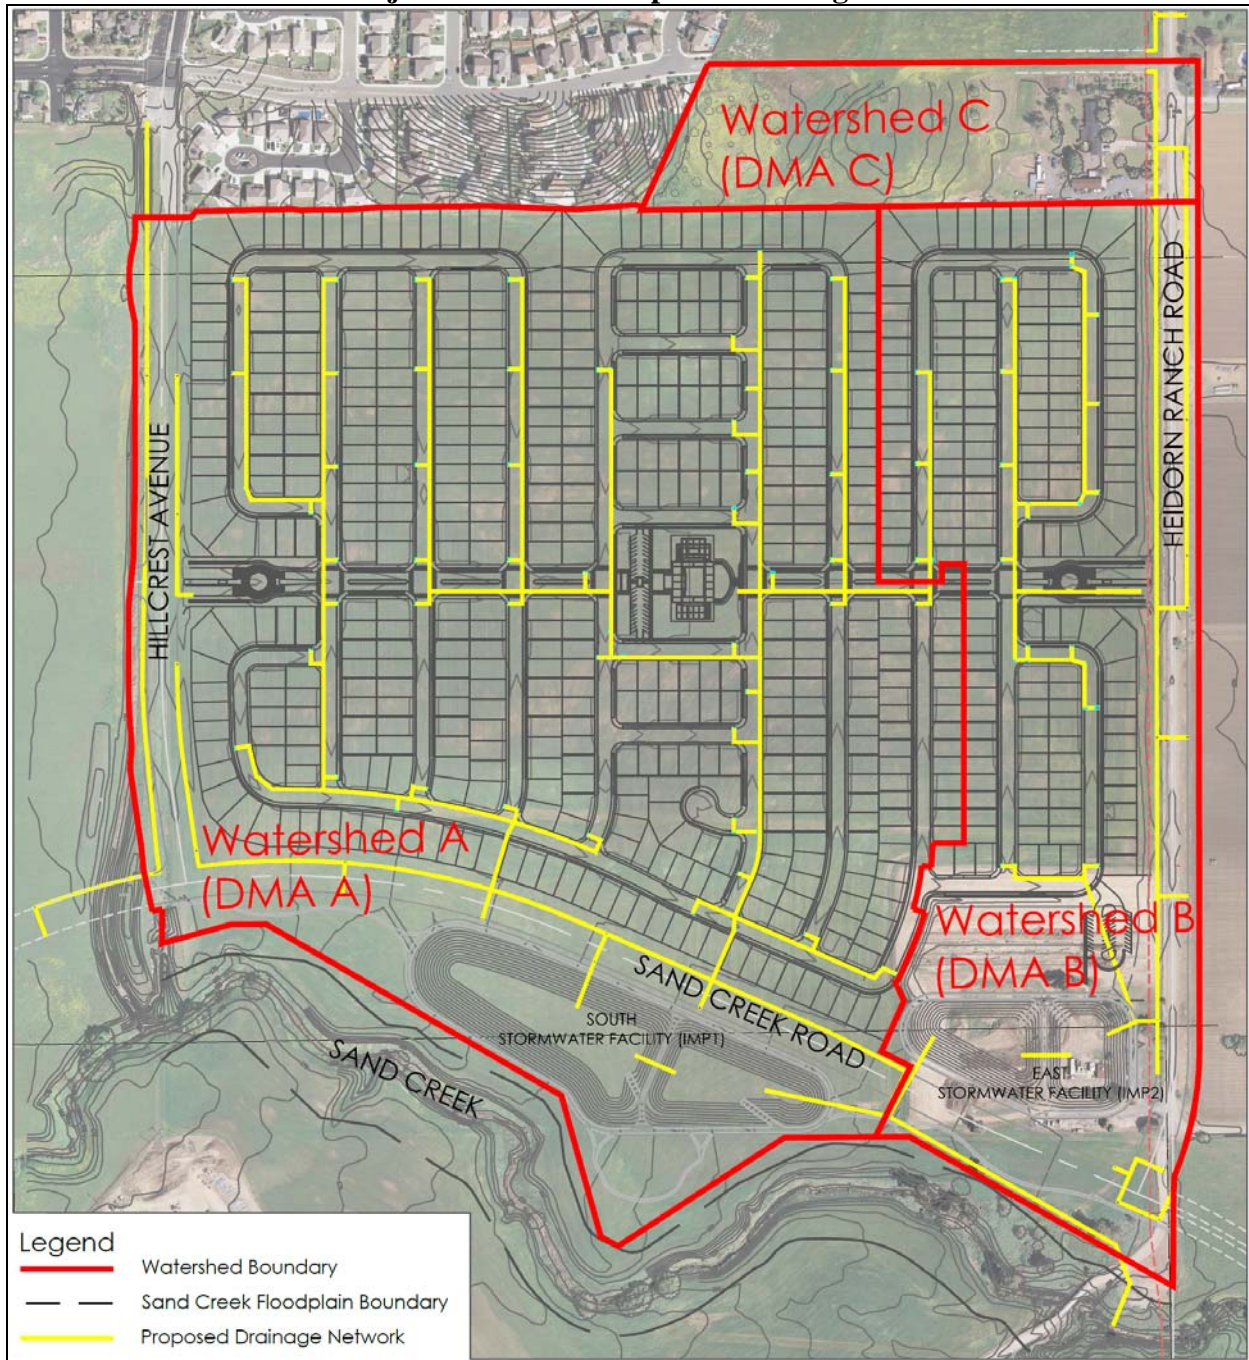 Watershed C
(DMA C)
HEIDORN RANCH ROAD
HILLCREST AVENUE
Watershed A
(DMA A)
Watershed B
(DMA B)
SAND CREEK ROAD
SOUTH
STORMWATER FACILITY (IMP1)
SAND CREEK
EAST
STORMWATER FACILITY (IMP2)
Legend
Watershed Boundary
Sand Creek Floodplain Boundary
Proposed Drainage Network